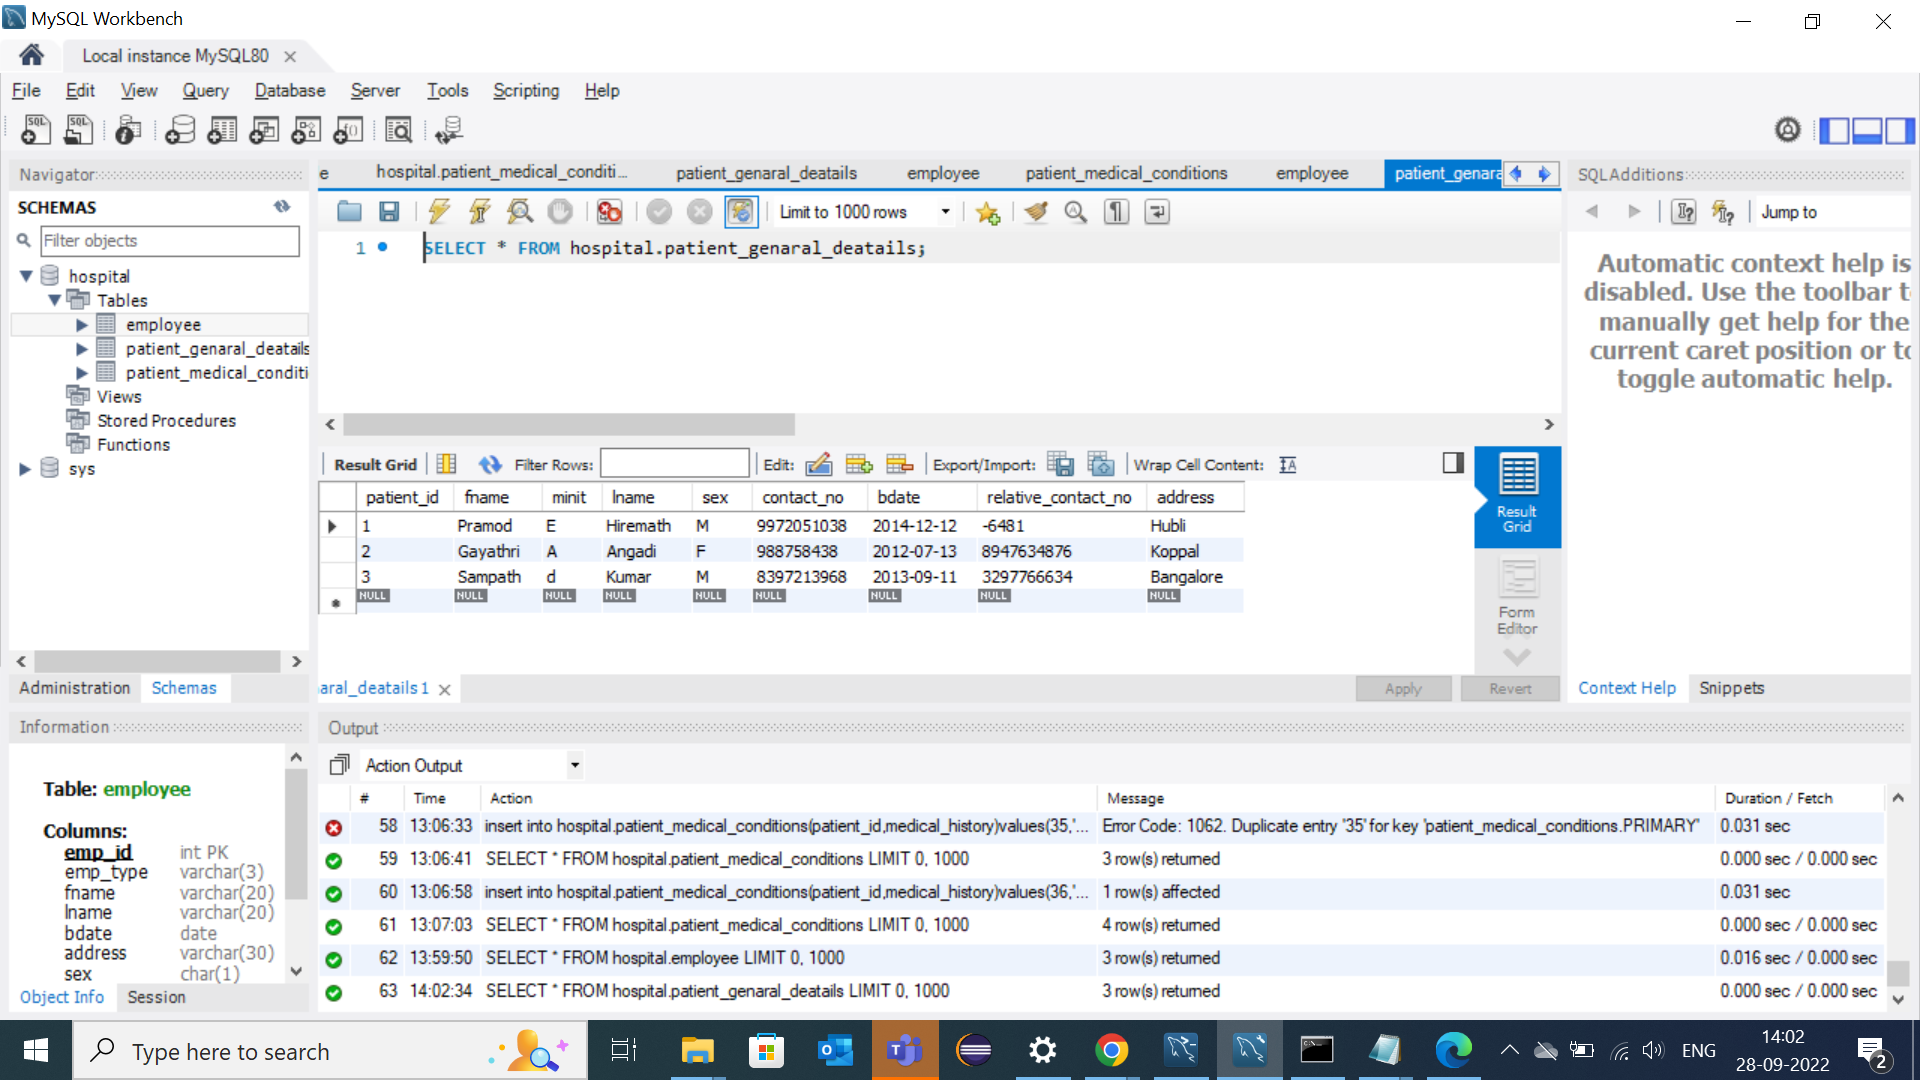 MySQL Workbench
Local instance MySQL80
File Edit View Query Database Server Tools Scripting Help
Navigator
SCHEMAS
Filter objects
hospital
Tables
employee
patient_genaral_deatails
patient_medical_conditi
Views
Stored Procedures
Functions
sys
Administration Schemas
Information
Table: employee
Columns:
emp_id int PK
emp_type varchar(3)
fname varchar(20)
lname varchar(20)
bdate date
address varchar(30)
sex char(1)
Object Info Session
e hospital.patient_medical_conditi... patient_genaral_deatails employee patient_medical_conditions employee patient_genara
Limit to 1000 rows
1 SELECT * FROM hospital.patient_genaral_deatails;
Result Grid Filter Rows: Edit: Export/Import: Wrap Cell Content:
patient_id fname minit lname sex contact_no bdate relative_contact_no address
1 Pramod E Hiremath M 9972051038 2014-12-12 -6481 Hubli
2 Gayathri A Angadi F 988758438 2012-07-13 8947634876 Koppal
3 Sampath d Kumar M 8397213968 2013-09-11 3297766634 Bangalore
NULL NULL NULL NULL NULL NULL NULL NULL NULL
Result Grid
Form Editor
aral_deatails1
Apply Revert
SQLAdditions
Jump to
Automatic context help is
disabled. Use the toolbar t
manually get help for the
current caret position or to
toggle automatic help.
Context Help Snippets
Output
Action Output
# Time Action Message Duration / Fetch
58 13:06:33 insert into hospital.patient_medical_conditions(patient_id,medical_history)values(35,'... Error Code: 1062. Duplicate entry '35' for key 'patient_medical_conditions.PRIMARY' 0.031 sec
59 13:06:41 SELECT * FROM hospital.patient_medical_conditions LIMIT 0, 1000 3 row(s) returned 0.000 sec / 0.000 sec
60 13:06:58 insert into hospital.patient_medical_conditions(patient_id,medical_history)values(36,'... 1 row(s) affected 0.031 sec
61 13:07:03 SELECT * FROM hospital.patient_medical_conditions LIMIT 0, 1000 4 row(s) returned 0.000 sec / 0.000 sec
62 13:59:50 SELECT * FROM hospital.employee LIMIT 0, 1000 3 row(s) returned 0.016 sec / 0.000 sec
63 14:02:34 SELECT * FROM hospital.patient_genaral_deatails LIMIT 0, 1000 3 row(s) returned 0.000 sec / 0.000 sec
Type here to search
ENG
14:02
28-09-2022
2